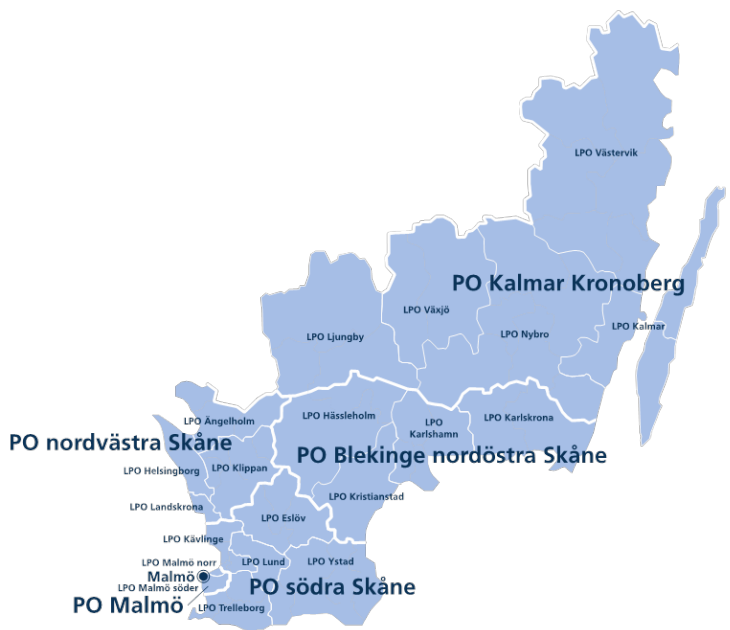 LPO Västervik
PO Kalmar Kronoberg
LPO Växjö
LPO Kalmar
LPO Nybro
LPO Ljungby
LPO Hässleholm
LPO Karlskrona
LPO Ängelholm
LPO
Karlshamn
PO nordvästra Skåne
PO Blekinge nordöstra Skåne
LPO Helsingborg
LPO Klippan
LPO Kristianstad
LPO Landskrona
LPO Eslöv
LPO Kävlinge
LPO Malmö norr
LPO Lund
LPO Ystad
Malmö
LPO Malmö söder
PO södra Skåne
PO Malmö
LPO Trelleborg